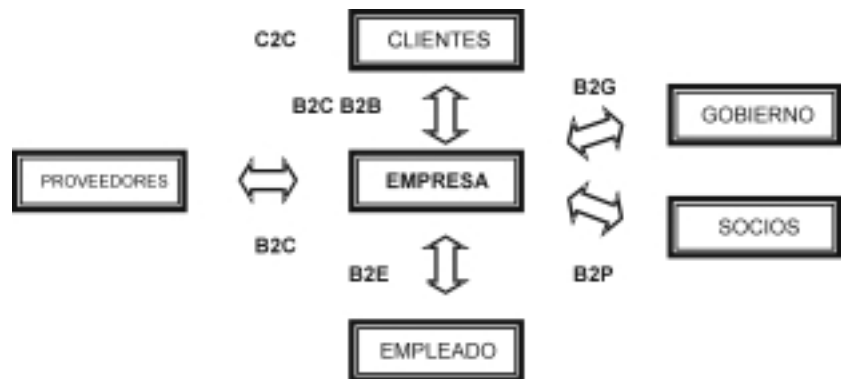 C2C
CLIENTES
B2C B2B
B2G
GOBIERNO
PROVEEDORES
EMPRESA
SOCIOS
B2C
B2E
B2P
EMPLEADO